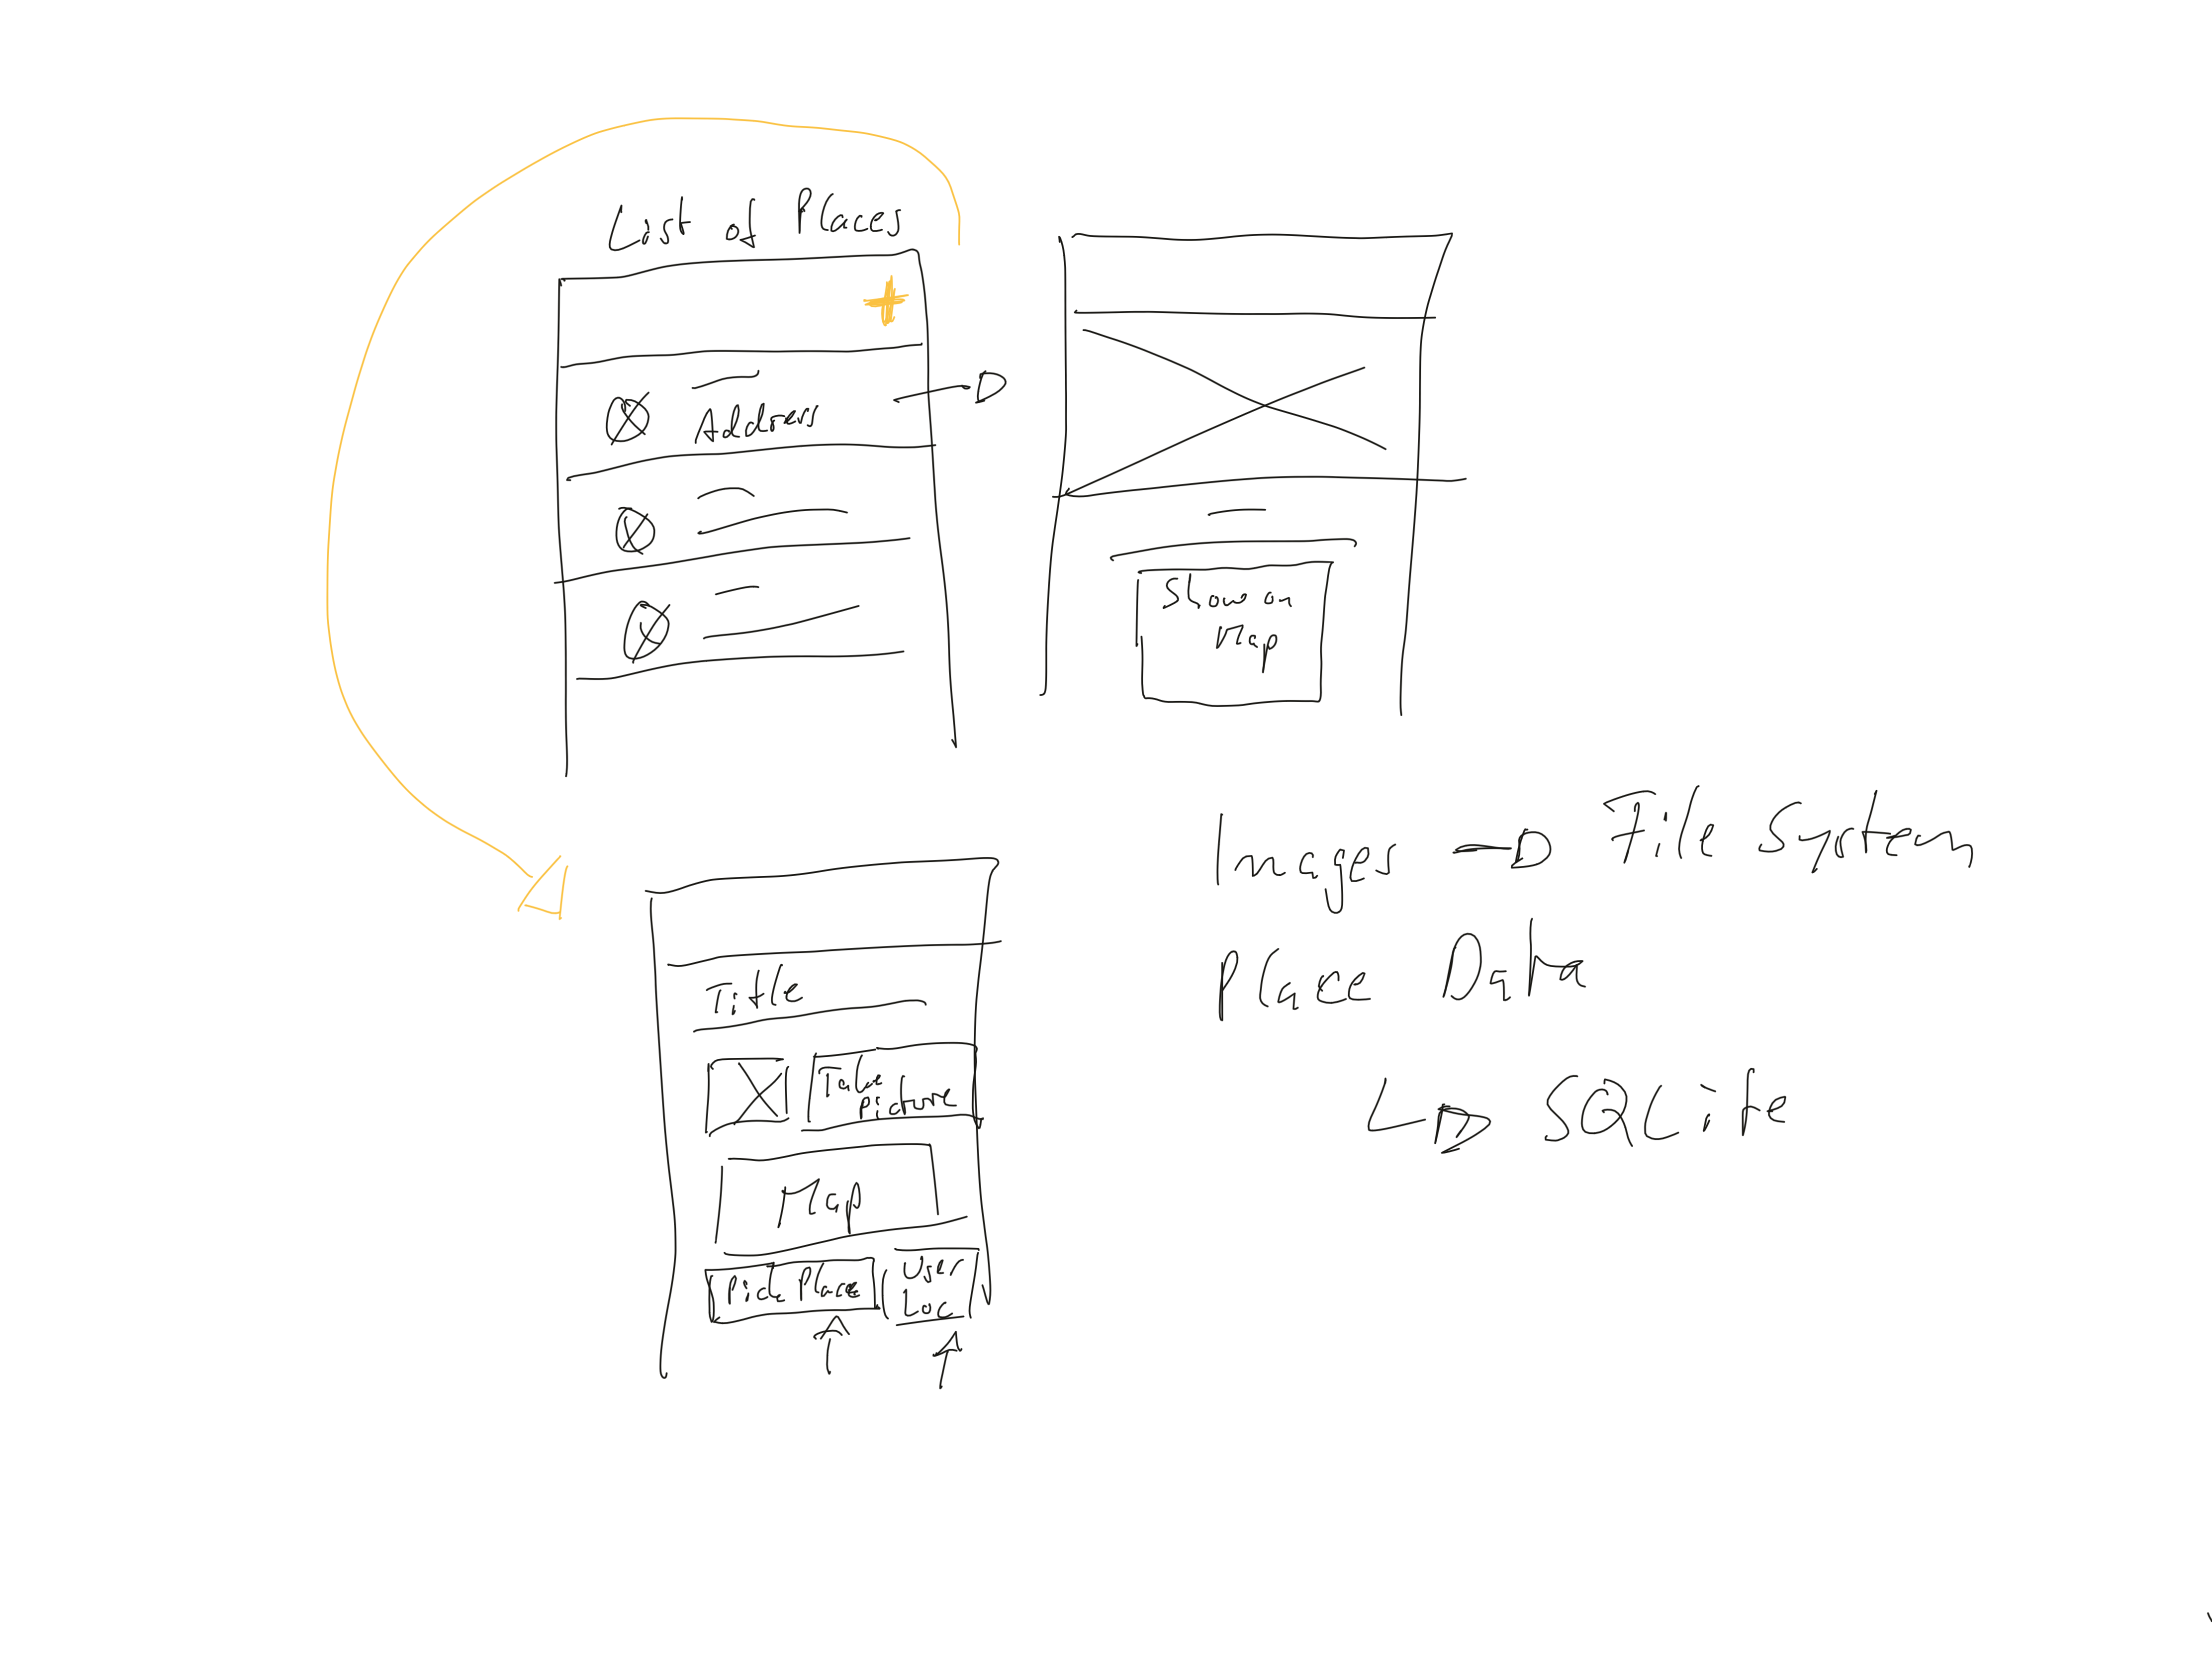 List of Places
+
Address
Show on
Map
Images → File System
Place Data
↳ SQLite
Title
Take
Picture
Map
Pick Place
User
Loc